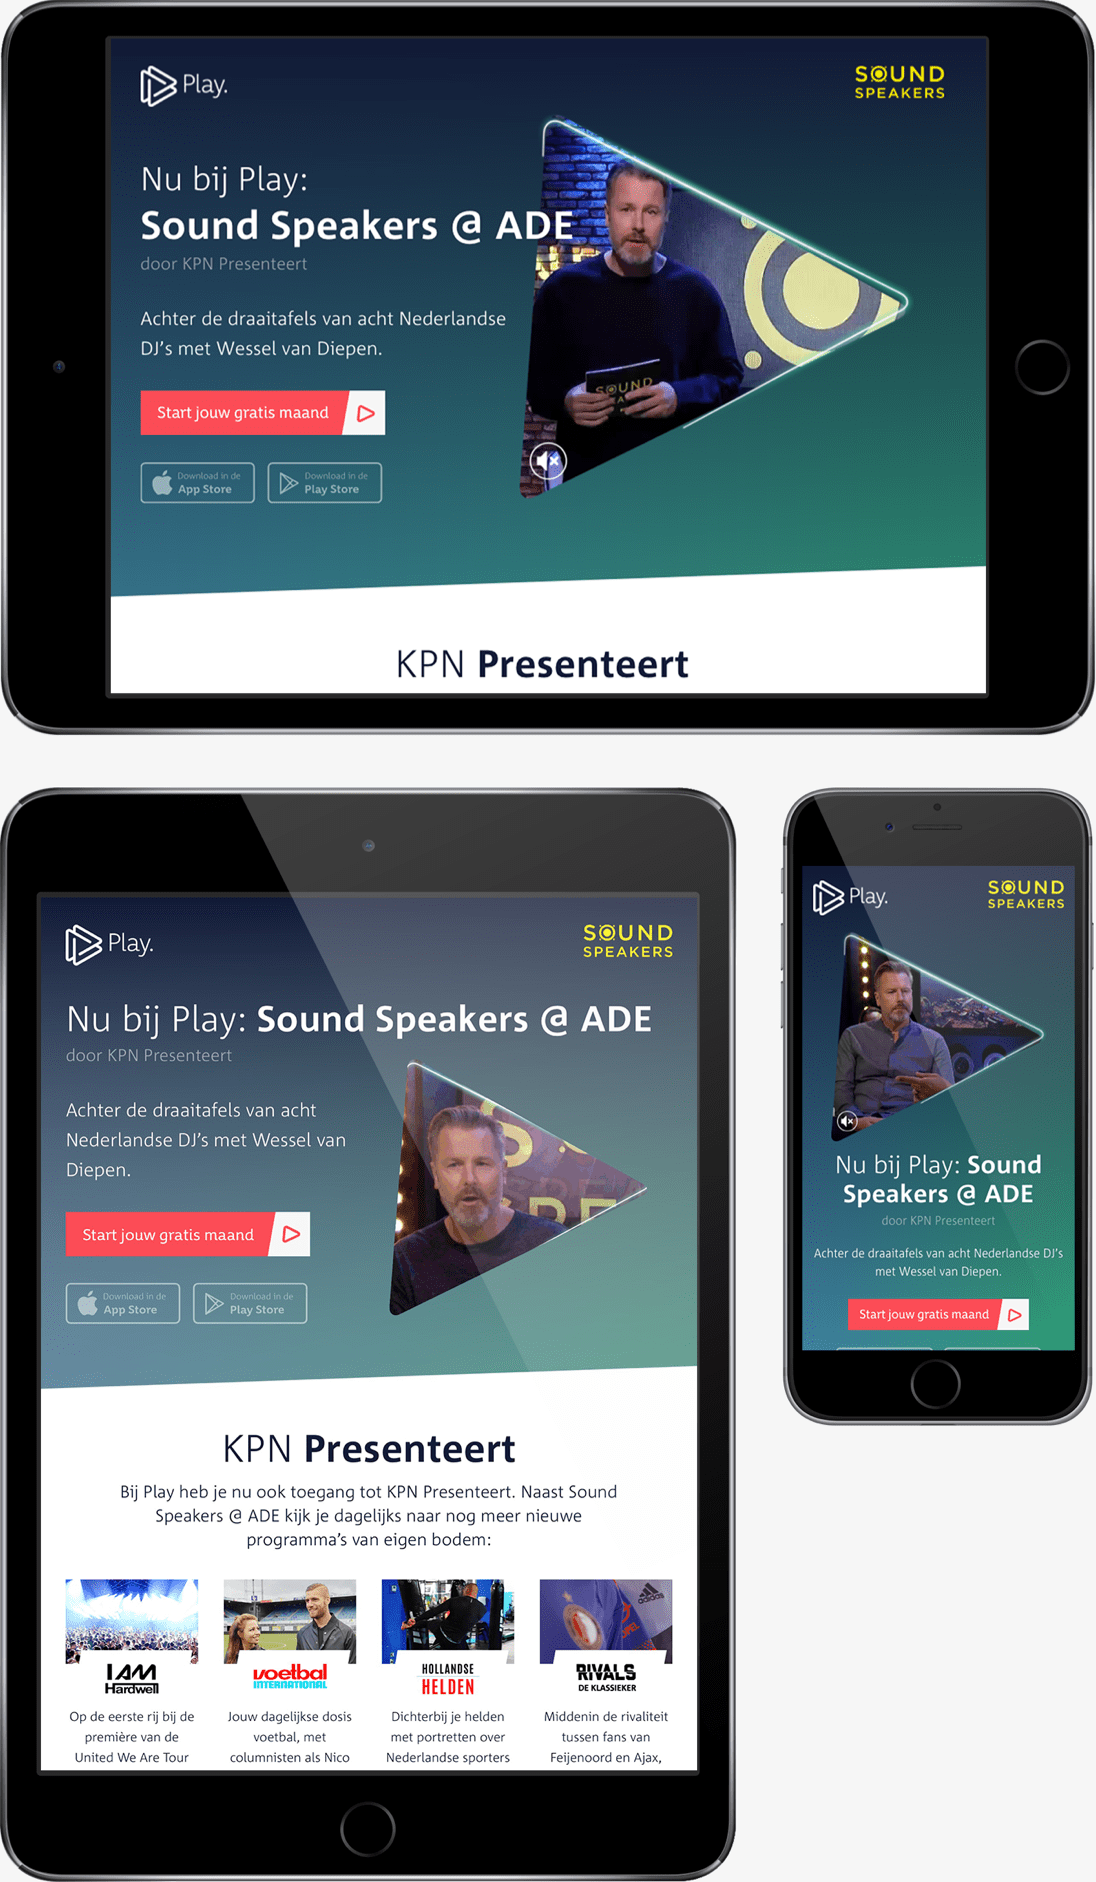 Play.
SOUND
SPEAKERS
Nu bij Play:
Sound Speakers @ ADE
door KPN Presenteert
Achter de draaitafels van acht Nederlandse
DJ's met Wessel van Diepen.
Start jouw gratis maand
Download in de
App Store
Download in de
Play Store
SOUND
KPN Presenteert
Play.
SOUND
SPEAKERS
Nu bij Play: Sound Speakers @ ADE
door KPN Presenteert
Achter de draaitafels van acht
Nederlandse DJ's met Wessel van
Diepen.
Start jouw gratis maand
Download in de
App Store
Download in de
Play Store
KPN Presenteert
Bij Play heb je nu ook toegang tot KPN Presenteert. Naast Sound
Speakers @ ADE kijk je dagelijks naar nog meer nieuwe
programma's van eigen bodem:
I AM
Hardwell
Op de eerste rij bij de
première van de
United We Are Tour
voetbal
INTERNATIONAL
Jouw dagelijkse dosis
voetbal, met
columnisten als Nico
HOLLANDSE
HELDEN
Dichterbij je helden
met portretten over
Nederlandse sporters
adidas
RIVALS
DE KLASSIEKER
Middenin de rivaliteit
tussen fans van
Feijenoord en Ajax,
Play.
SOUND
SPEAKERS
Nu bij Play: Sound
Speakers @ ADE
door KPN Presenteert
Achter de draaitafels van acht Nederlandse DJ's
met Wessel van Diepen.
Start jouw gratis maand